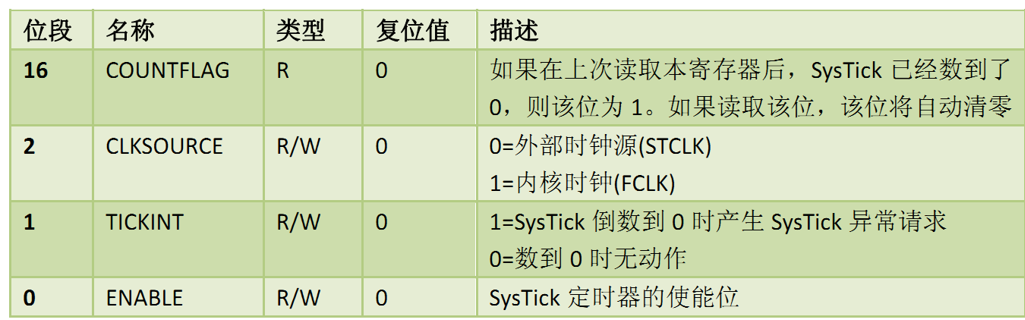 位段 名称 类型 复位值 描述
16 COUNTFLAG R 0 如果在上次读取本寄存器后，SysTick 已经数到了
0，则该位为 1。如果读取该位，该位将自动清零
2 CLKSOURCE R/W 0 0=外部时钟源(STCLK)
1=内核时钟(FCLK)
1 TICKINT R/W 0 1=SysTick 倒数到 0 时产生 SysTick 异常请求
0=数到 0 时无动作
0 ENABLE R/W 0 SysTick 定时器的使能位